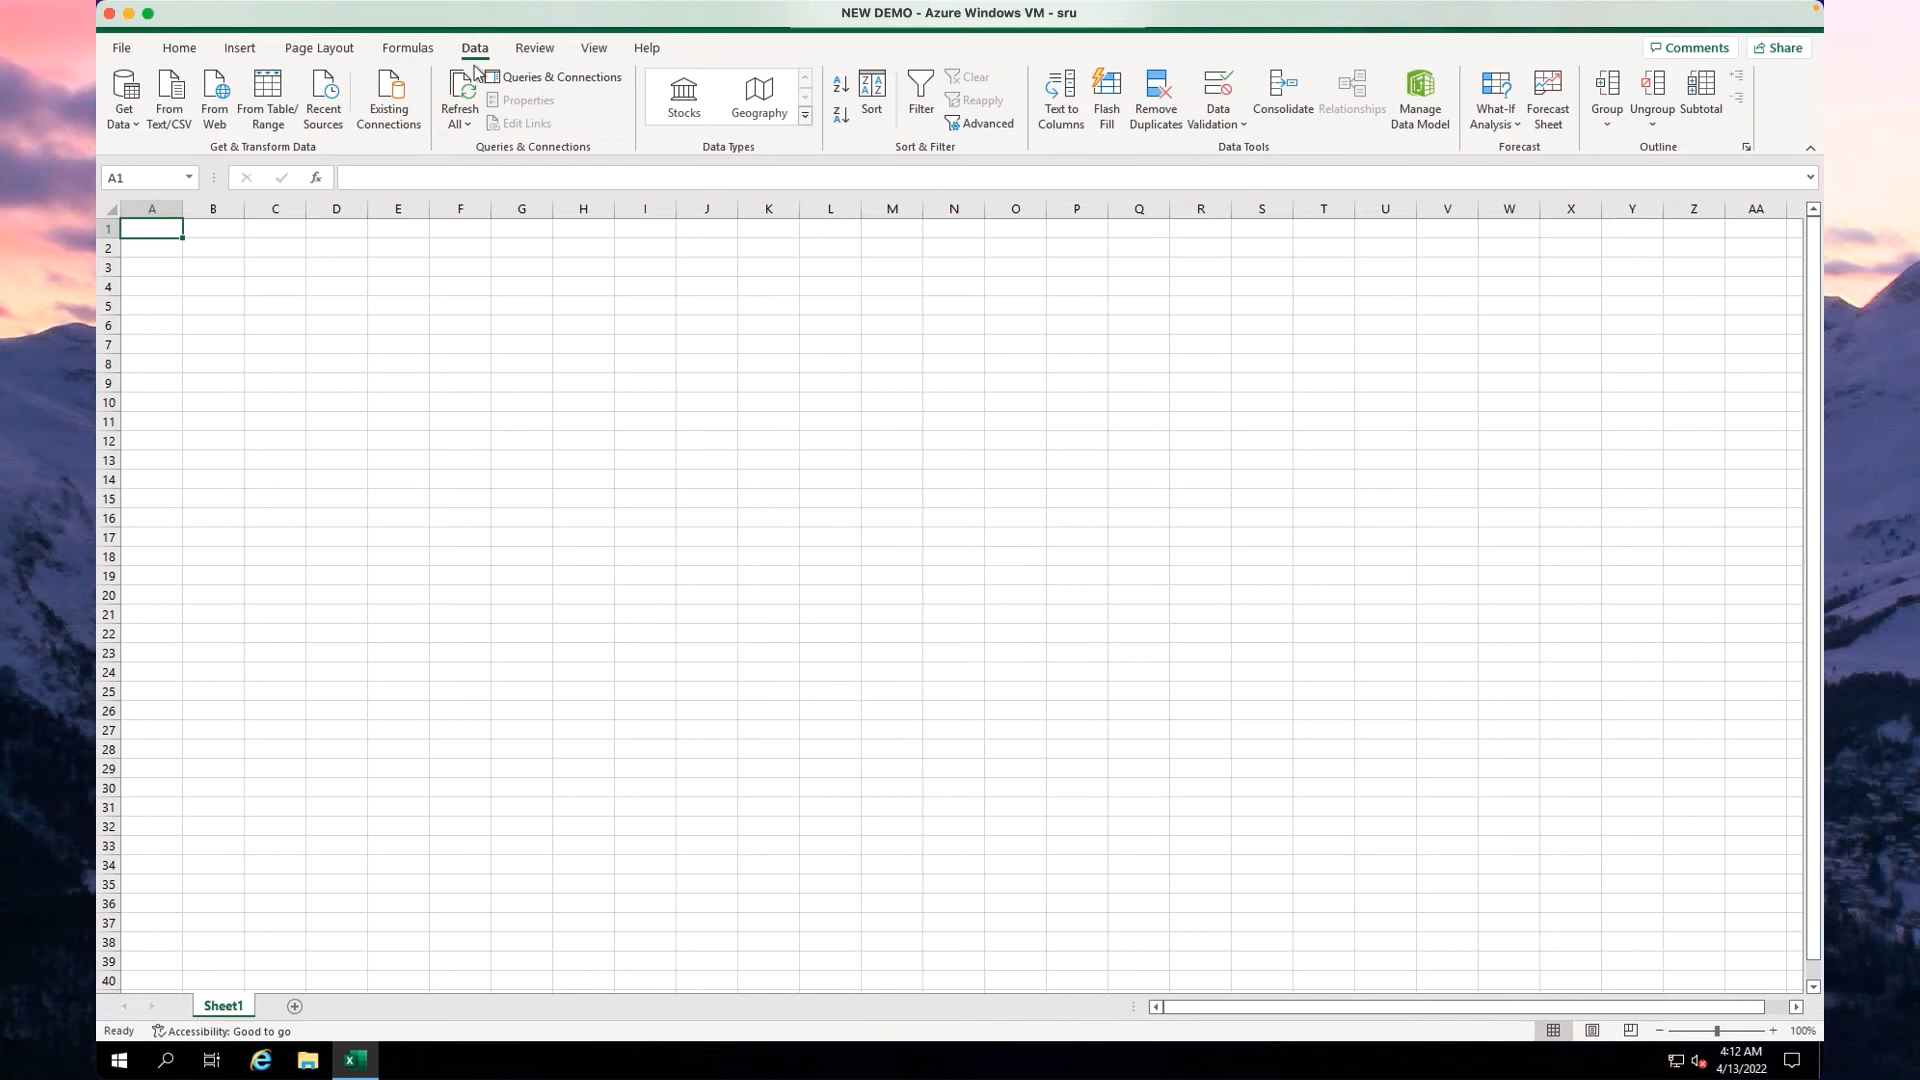 NEW DEMO - Azure Windows VM - sru
File Home Insert Page Layout Formulas Data Review View Help Comments Share
Get Data From Text/CSV From Web From Table/ Range Recent Sources Existing Connections
Get & Transform Data
Refresh All
Queries & Connections
Properties
Edit Links
Queries & Connections
Stocks Geography
Data Types
Sort Filter
Clear
Reapply
Advanced
Sort & Filter
Text to Columns Flash Fill Remove Duplicates Data Validation Consolidate Relationships Manage Data Model
Data Tools
What-If Analysis Forecast Sheet
Forecast
Group Ungroup Subtotal
Outline
A1 fx
A B C D E F G H I J K L M N O P Q R S T U V W X Y Z AA
1
2
3
4
5
6
7
8
9
10
11
12
13
14
15
16
17
18
19
20
21
22
23
24
25
26
27
28
29
30
31
32
33
34
35
36
37
38
39
40
Sheet1
Ready Accessibility: Good to go 100%
4:12 AM
4/13/2022